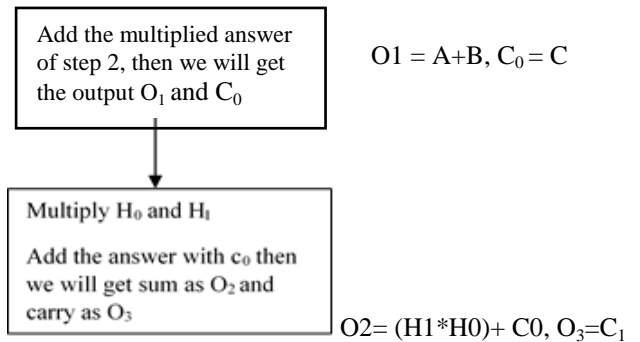 Add the multiplied answer
of step 2, then we will get
the output O₁ and C₀
O1 = A+B, C₀ = C
Multiply H₀ and H₁
Add the answer with c₀ then
we will get sum as O₂ and
carry as O₃
O2= (H1*H0)+ C0, O₃=C₁